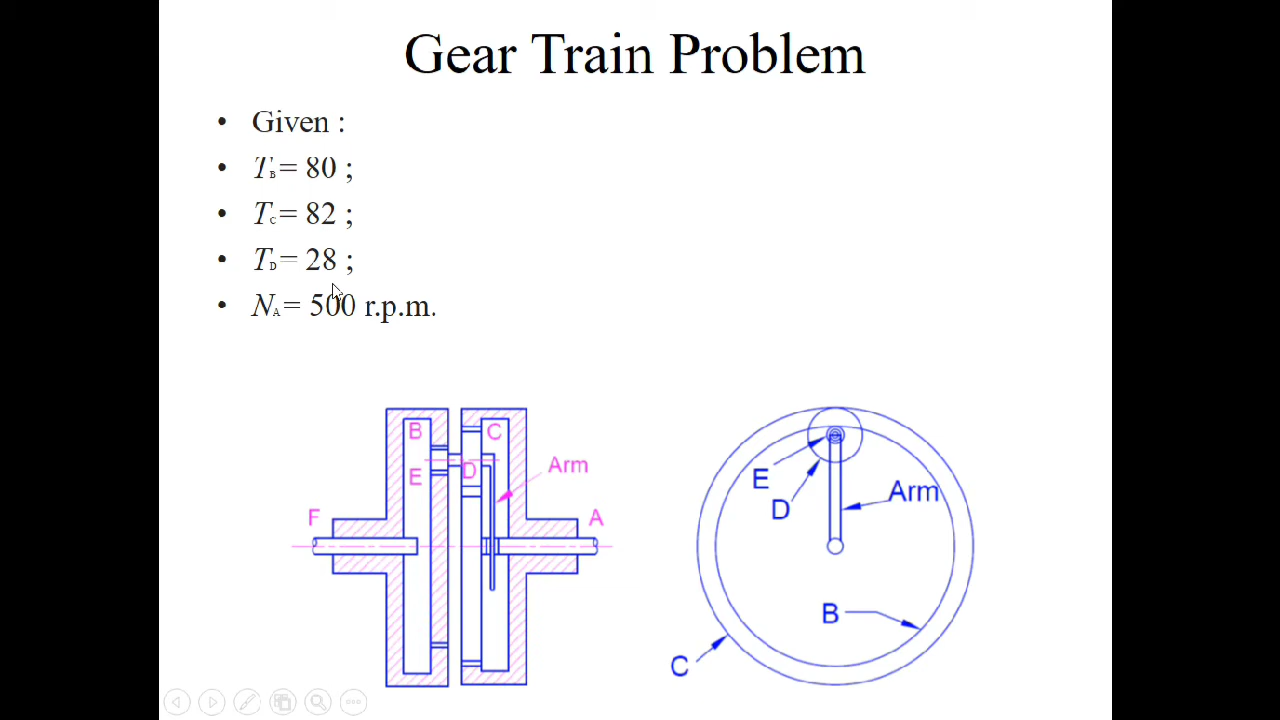 Gear Train Problem
• Given :
• T_B = 80 ;
• T_C = 82 ;
• T_D = 28 ;
• N_A = 500 r.p.m.
B
C
E
D
Arm
F
A
E
D
Arm
B
C